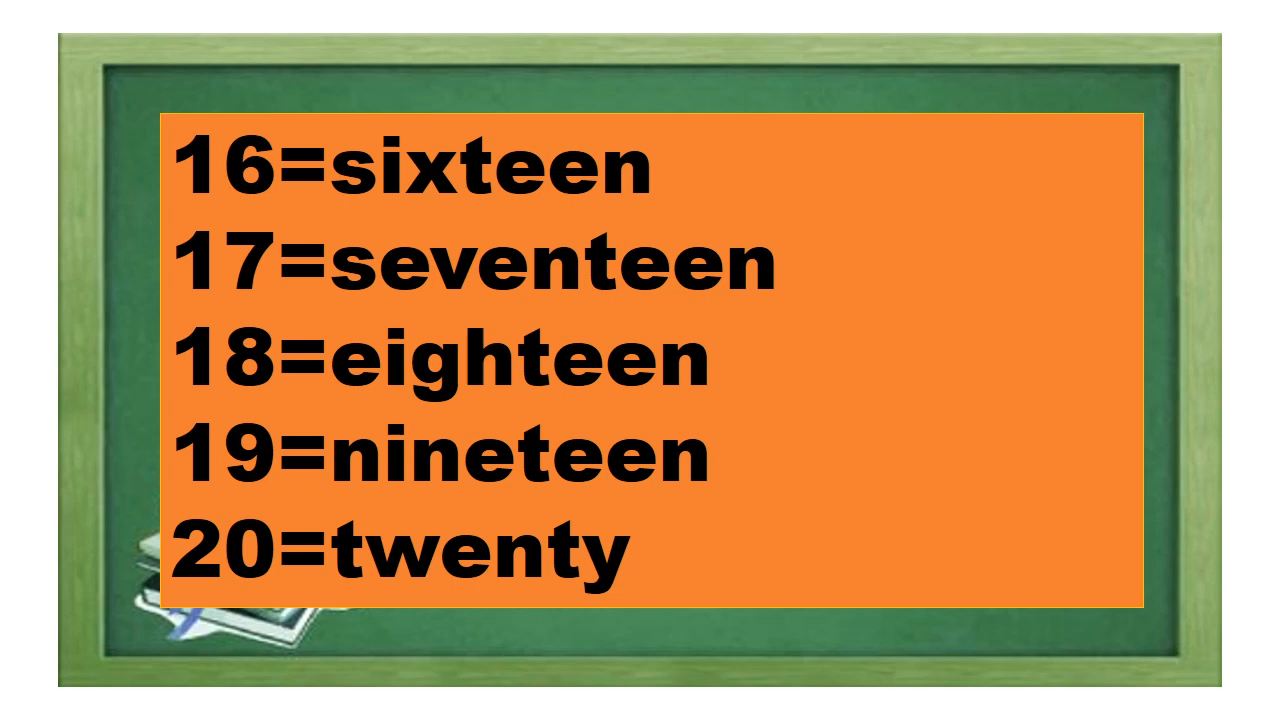 16=sixteen
17=seventeen
18=eighteen
19=nineteen
20=twenty